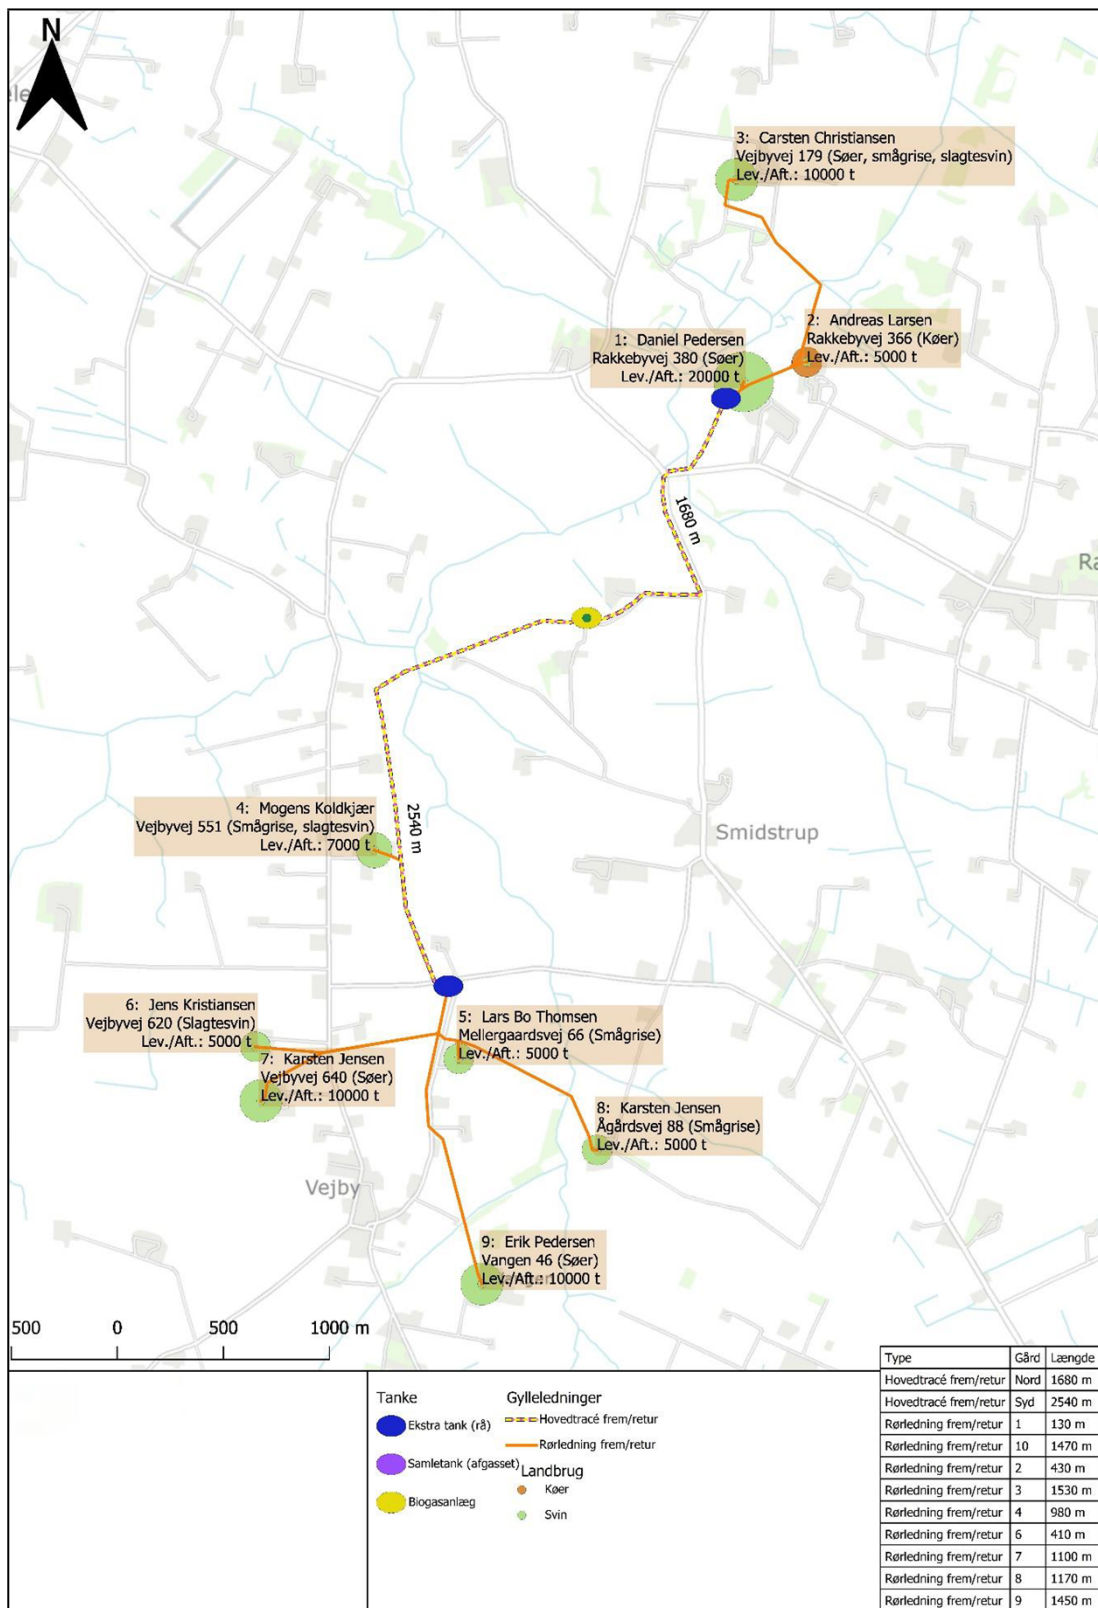 N
3: Carsten Christiansen
Vejbyvej 179 (Søer, smågrise, slagtesvin)
Lev./Aft.: 10000 t
2: Andreas Larsen
Rakkebyvej 366 (Køer)
Lev./Aft.: 5000 t
1: Daniel Pedersen
Rakkebyvej 380 (Søer)
Lev./Aft.: 20000 t
1680 m
4: Mogens Koldkjær
Vejbyvej 551 (Smågrise, slagtesvin)
Lev./Aft.: 7000 t
2540 m
Smidstrup
6: Jens Kristiansen
Vejbyvej 620 (Slagtesvin)
Lev./Aft.: 5000 t
5: Lars Bo Thomsen
Mellergaardsvej 66 (Smågrise)
Lev./Aft.: 5000 t
7: Karsten Jensen
Vejbyvej 640 (Søer)
Lev./Aft.: 10000 t
8: Karsten Jensen
Ågårdsvej 88 (Smågrise)
Lev./Aft.: 5000 t
Vejby
9: Erik Pedersen
Vangen 46 (Søer)
Lev./Aft.: 10000 t
500 0 500 1000 m
Tanke
Ekstra tank (rå)
Samletank (afgasset)
Biogasanlæg
Gylleledninger
Hovedtracé frem/retur
Rørledning frem/retur
Landbrug
Køer
Svin
Type Gård Længde
Hovedtracé frem/retur Nord 1680 m
Hovedtracé frem/retur Syd 2540 m
Rørledning frem/retur 1 130 m
Rørledning frem/retur 10 1470 m
Rørledning frem/retur 2 430 m
Rørledning frem/retur 3 1530 m
Rørledning frem/retur 4 980 m
Rørledning frem/retur 6 410 m
Rørledning frem/retur 7 1100 m
Rørledning frem/retur 8 1170 m
Rørledning frem/retur 9 1450 m